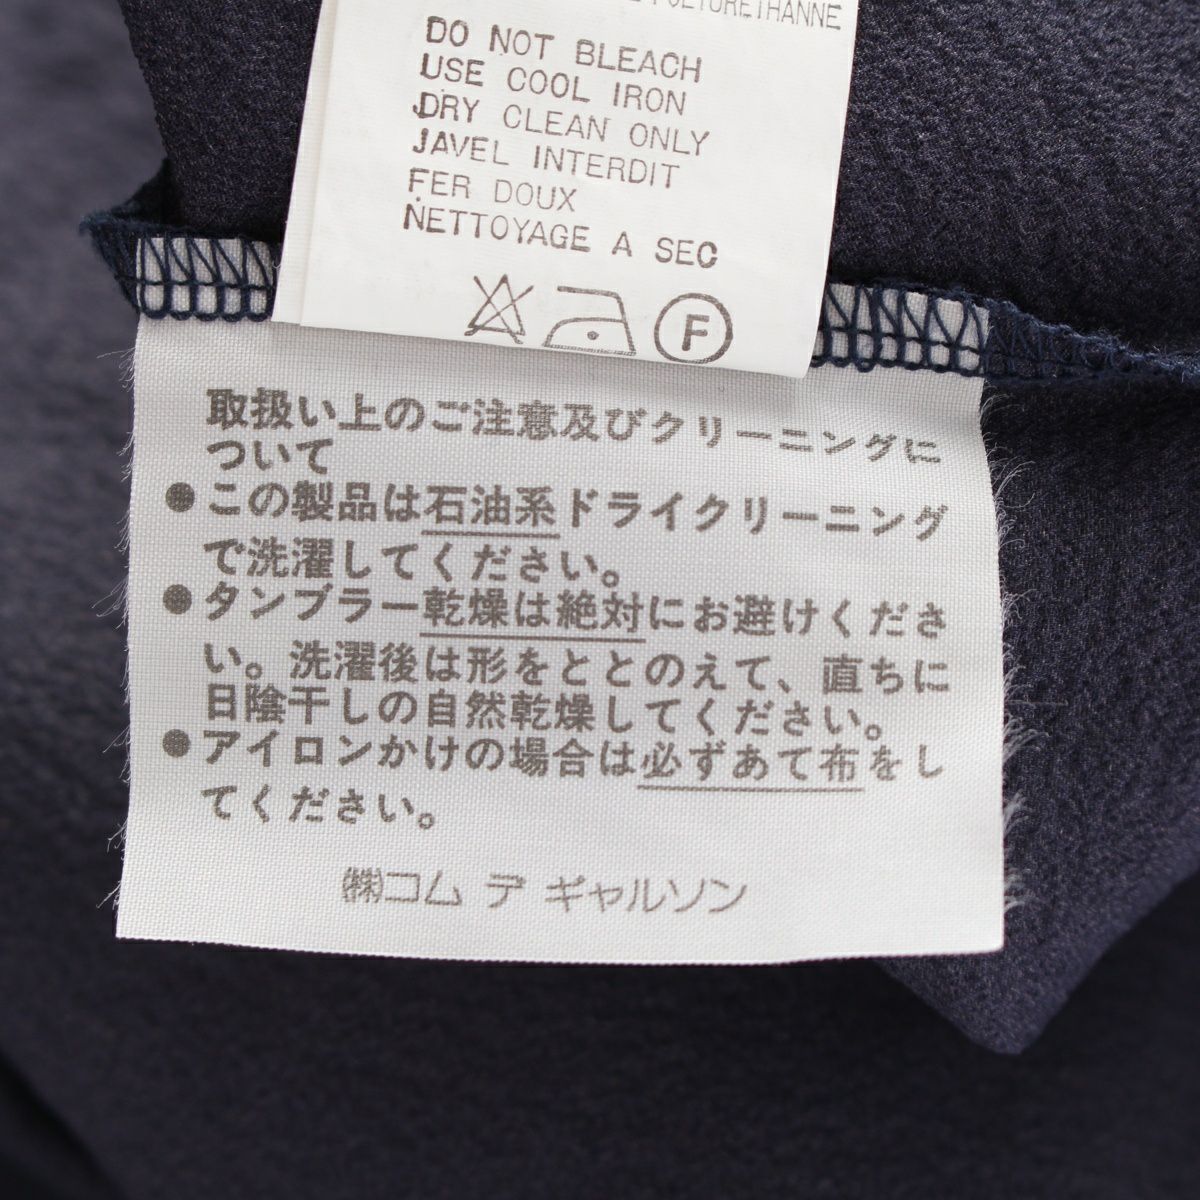 DO NOT BLEACH
USE COOL IRON
DRY CLEAN ONLY
JAVEL INTERDIT
FER DOUX
NETTOYAGE A SEC
F
取扱い上のご注意及びクリーニングに
ついて
●この製品は石油系ドライクリーニング
で洗濯してください。
●タンブラー乾燥は絶対にお避けくださ
い。洗濯後は形をととのえて、直ちに
日陰干しの自然乾燥してください。
●アイロンかけの場合は必ずあて布をし
てください。
㈱コム デ ギャルソン